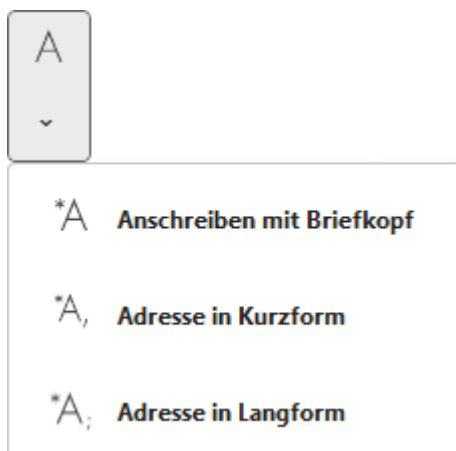 A
*A Anschreiben mit Briefkopf
*A, Adresse in Kurzform
*A; Adresse in Langform